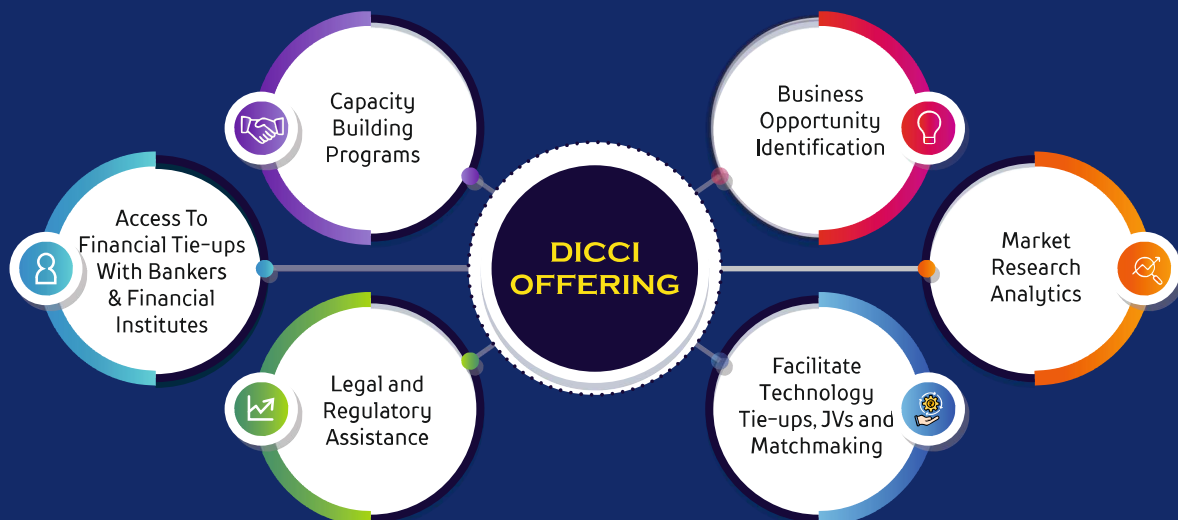 Capacity
Building
Programs
Business
Opportunity
Identification
Access To
Financial Tie-ups
With Bankers
& Financial
Institutes
DICCI
OFFERING
Market
Research
Analytics
Legal and
Regulatory
Assistance
Facilitate
Technology
Tie-ups, JVs and
Matchmaking